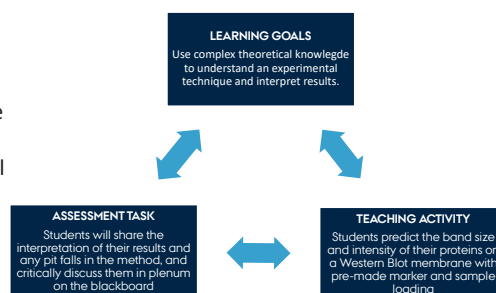 LEARNING GOALS
Use complex theoretical knowlegde
to understand an experimental
technique and interpret results.
ASSESSMENT TASK
Students will share the
interpretation of their results and
any pit falls in the method, and
critically discuss them in plenum
on the blackboard
TEACHING ACTIVITY
Students predict the band size
and intensity of their proteins on
a Western Blot membrane with
pre-made marker and sample
loading